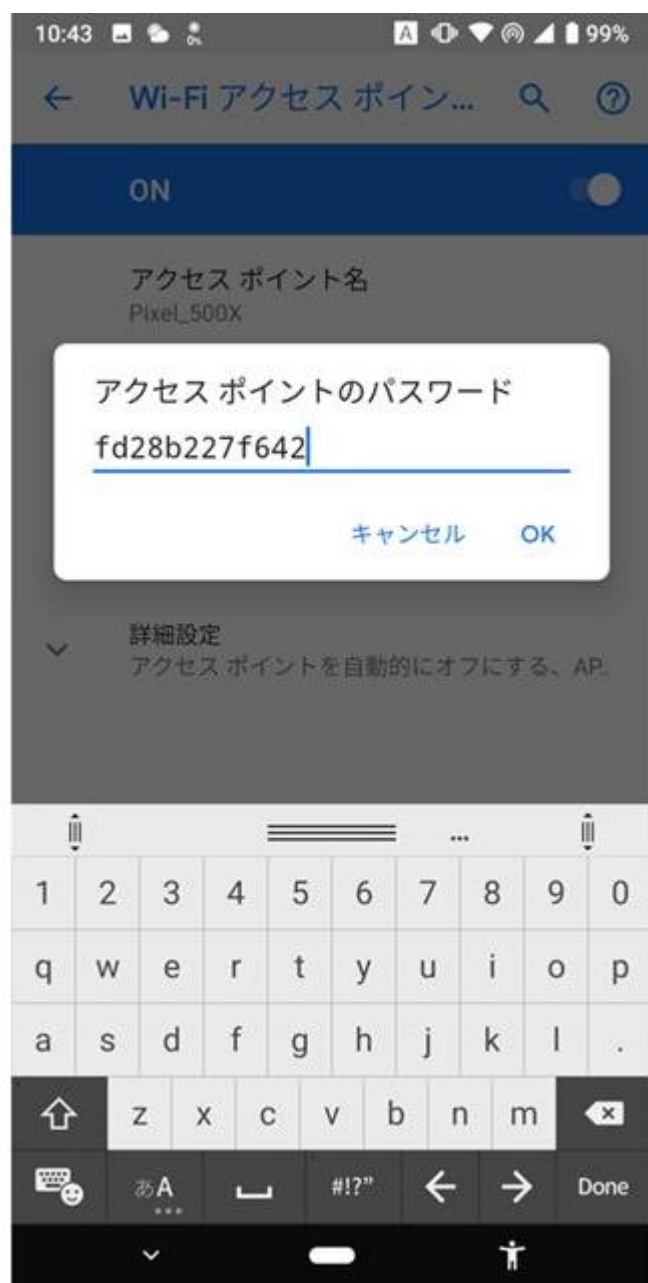 10:43 A 99%
Wi-Fi アクセス ポイン...
ON
アクセス ポイント名
Pixel_500X
アクセス ポイントのパスワード
fd28b227f642
キャンセル OK
詳細設定
アクセス ポイントを自動的にオフにする、AP..
...
1 2 3 4 5 6 7 8 9 0
q w e r t y u i o p
a s d f g h j k l .
z x c v b n m
あA #!?” Done